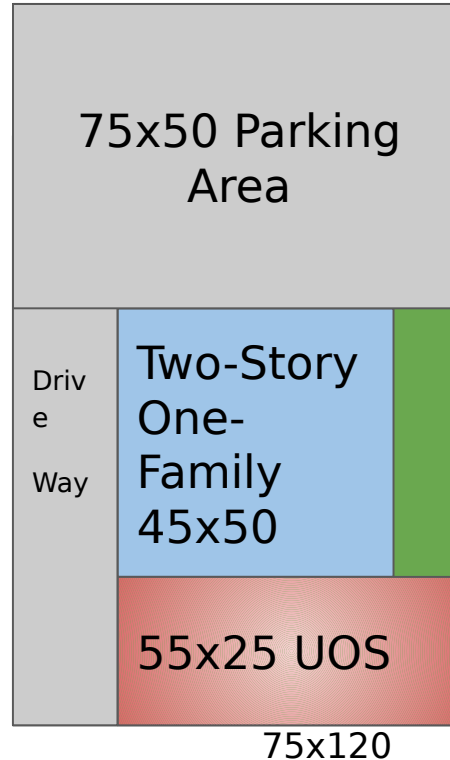 75x50 Parking
Area
Driv
e
Way
Two-Story
One-
Family
45x50
55x25 UOS
75x120